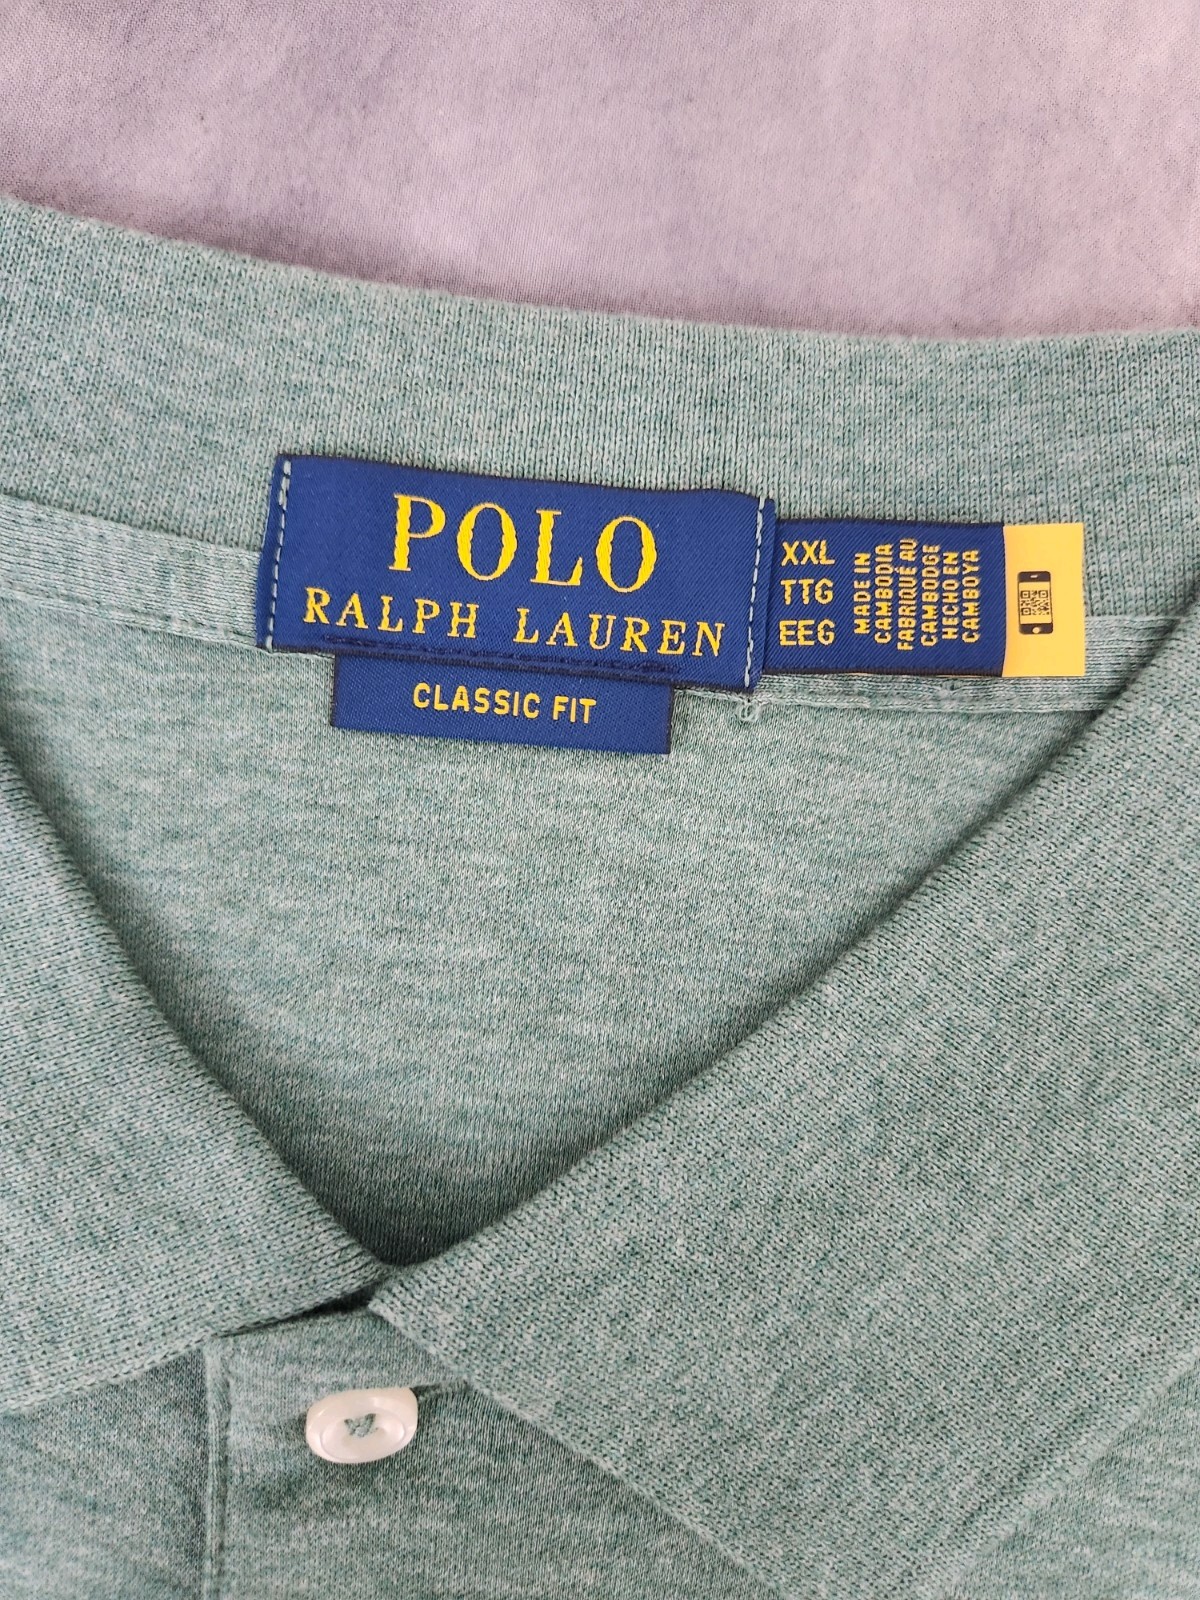 POLO
RALPH LAUREN
CLASSIC FIT
XXL
TTG
EEG
MADE IN
CAMBODIA
FABRIQUÉ AU
CAMBODGE
HECHO EN
CAMBOYA